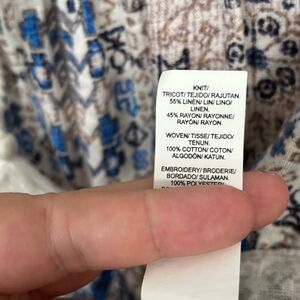 KNIT/
TRICOT/ TEJIDO/ RAJUTAN.
55% LINEN/ LIN/ LINO/
LINEN.
45% RAYON/ RAYONNE/
RAYÓN/ RAYON.
WOVEN/ TISSE/ TEJIDO/
TENUN.
100% COTTON/ COTON/
ALGODÓN/ KATUN.
EMBROIDERY/ BRODERIE/
BORDADO/ SULAMAN.
100% POLYESTER/